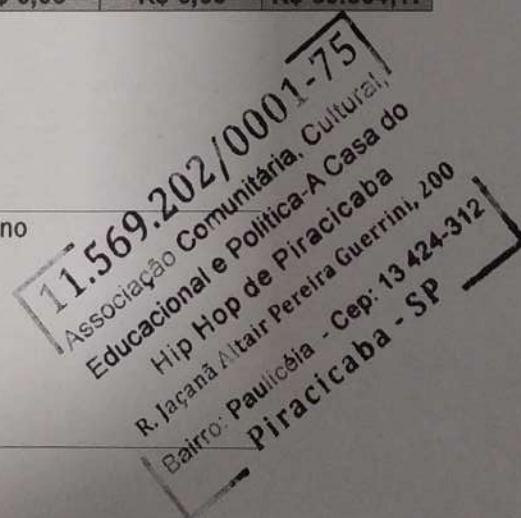 11.569.202/0001-75
Associação Comunitária, Cultural,
Educacional e Politica-A Casa do
Hip Hop de Piracicaba
R. Jaçanã Altair Pereira Guerrini, 200
Bairro: Paulicéia - Cep: 13 424-312
Piracicaba - SP
no